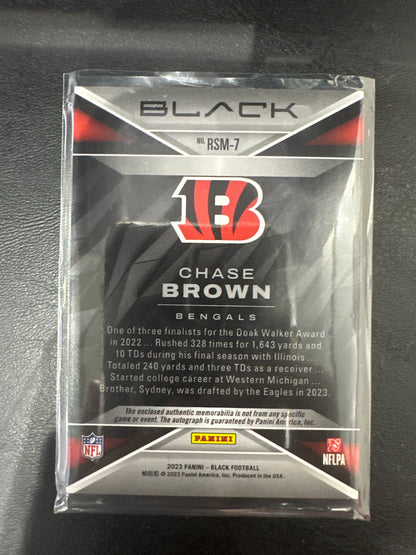 BLACK
NO. RSM-7
B
CHASE
BROWN
BENGALS
One of three finalists for the Doak Walker Award
in 2022 ... Rushed 328 times for 1,643 yards and
10 TDs during his final season with Illinois ...
Totaled 240 yards and three TDs as a receiver ...
Started college career at Western Michigan ...
Brother, Sydney, was drafted by the Eagles in 2023.
The enclosed authentic memorabilia is not from any specific
game or event. The autograph is guaranteed by Panini America, Inc.
PANINI
NFL
NFLPA
2023 PANINI – BLACK FOOTBALL
© 2023 Panini America, Inc. Produced in the USA.